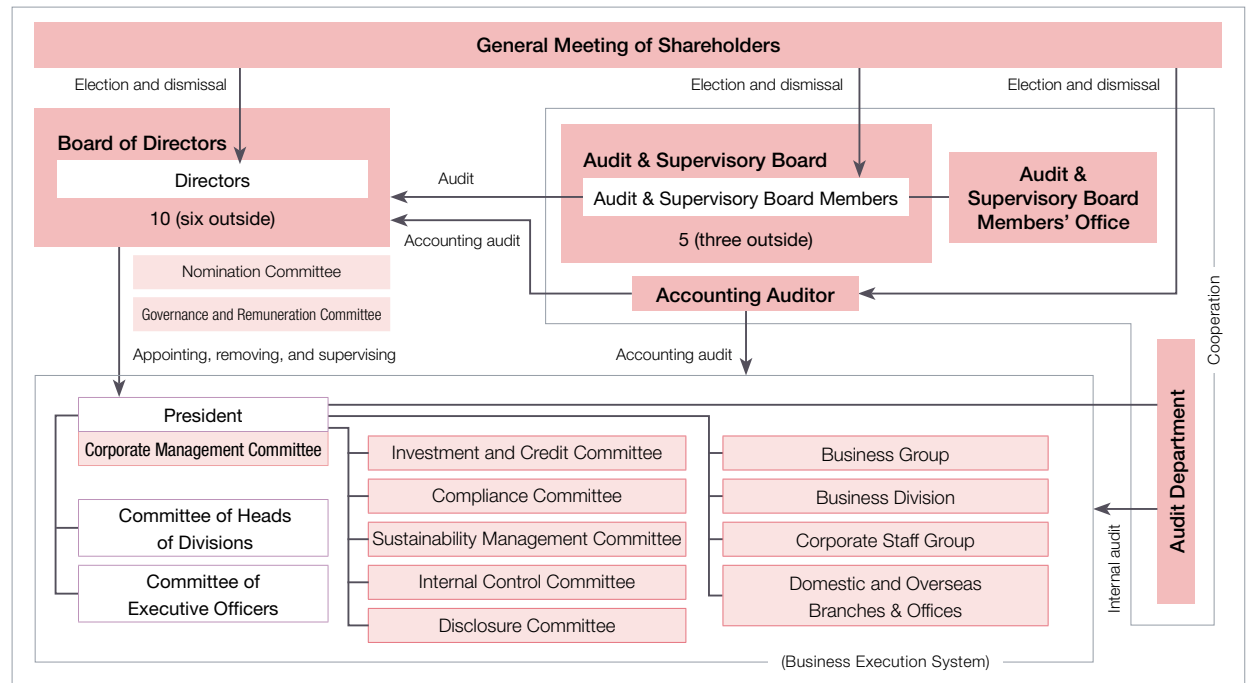 General Meeting of Shareholders
Election and dismissal
Election and dismissal
Election and dismissal
Board of Directors
Directors
10 (six outside)
Audit
Accounting audit
Audit & Supervisory Board
Audit & Supervisory Board Members
5 (three outside)
Audit &
Supervisory Board
Members’ Office
Accounting Auditor
Cooperation
Nomination Committee
Governance and Remuneration Committee
Appointing, removing, and supervising
Accounting audit
President
Corporate Management Committee
Committee of Heads
of Divisions
Committee of
Executive Officers
Investment and Credit Committee
Compliance Committee
Sustainability Management Committee
Internal Control Committee
Disclosure Committee
Business Group
Business Division
Corporate Staff Group
Domestic and Overseas
Branches & Offices
Internal audit
Audit Department
(Business Execution System)